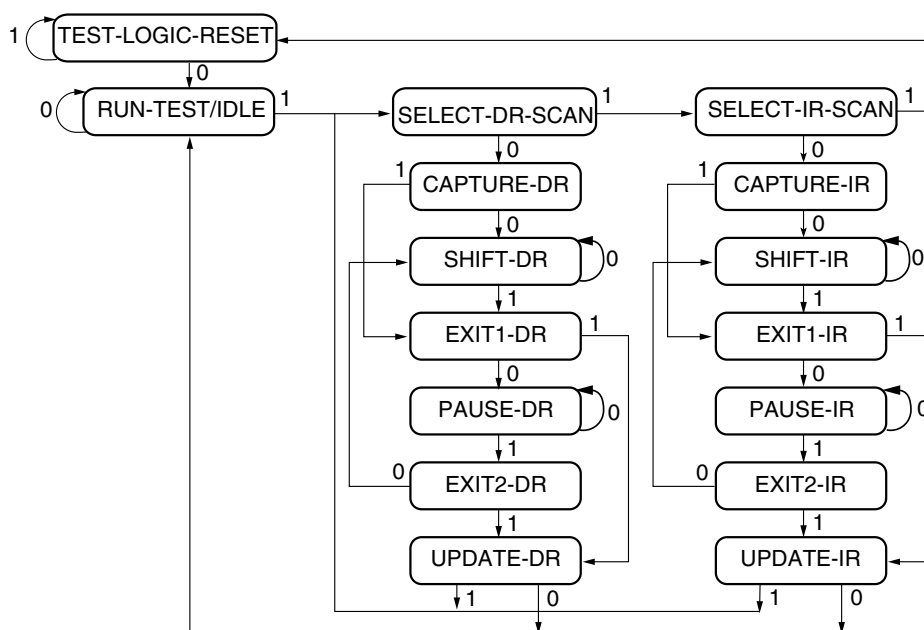 1 TEST-LOGIC-RESET
0
0 RUN-TEST/IDLE 1
SELECT-DR-SCAN 1
SELECT-IR-SCAN 1
0 0
1 CAPTURE-DR
1 CAPTURE-IR
0 0
SHIFT-DR 0
SHIFT-IR 0
1 1
EXIT1-DR 1
EXIT1-IR 1
0 0
PAUSE-DR 0
PAUSE-IR 0
1 1
0 EXIT2-DR
0 EXIT2-IR
1 1
UPDATE-DR
UPDATE-IR
1 0
1 0